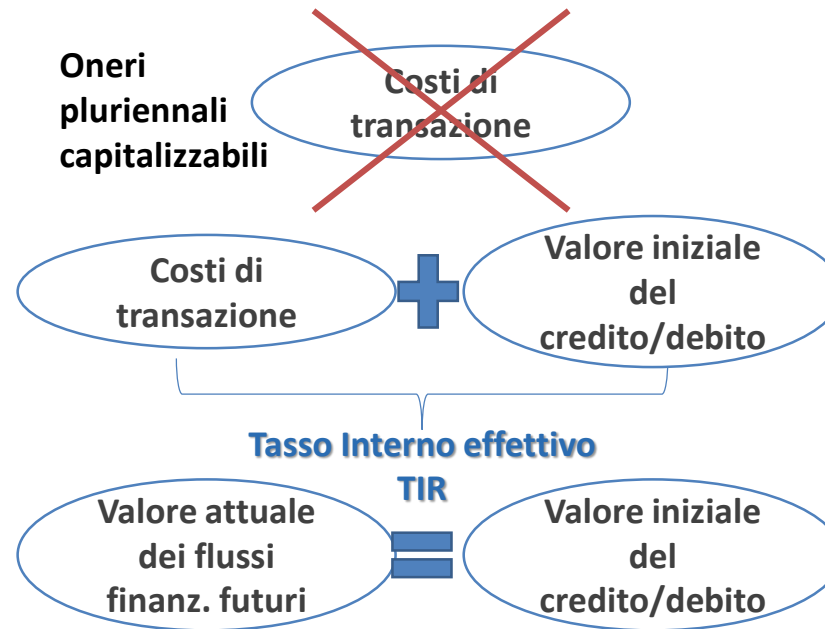 Oneri
pluriennali
capitalizzabili
Costi di
transazione
Costi di
transazione
Valore iniziale
del
credito/debito
Tasso Interno effettivo
TIR
Valore attuale
dei flussi
finanz. futuri
Valore iniziale
del
credito/debito